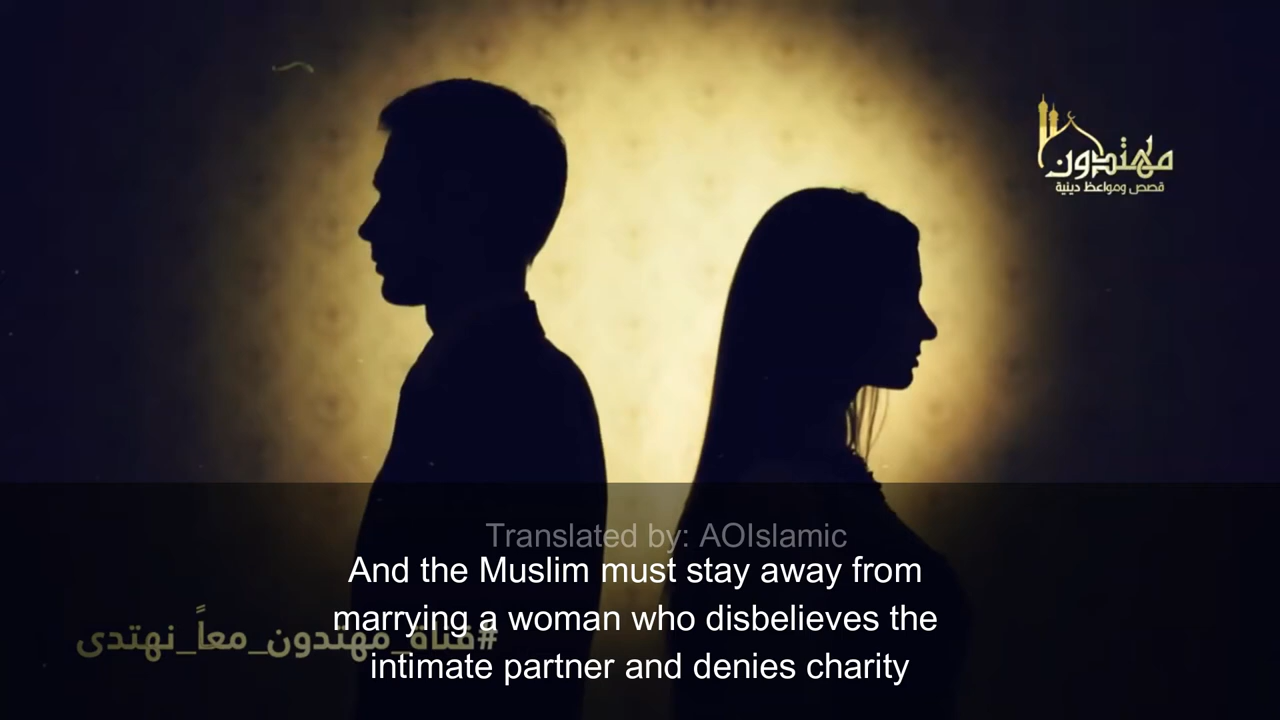 مهتدون
قصص ومواعظ دينية
Translated by: AOIslamic
And the Muslim must stay away from
marrying a woman who disbelieves the
intimate partner and denies charity
#قناة_مهتدون_معاً_نهتدى